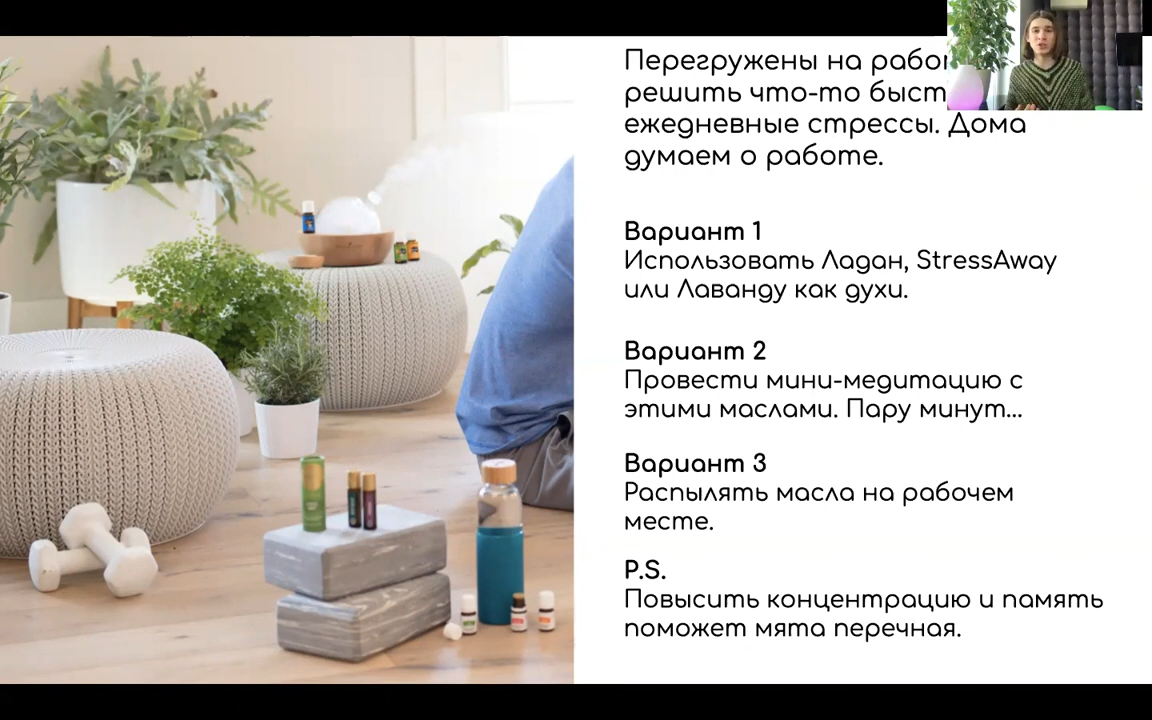 Перегружены на
решить что-то
ежедневные стрессы. Дома
думаем о работе.
Вариант 1
Использовать Ладан, StressAway
или Лаванду как духи.
Вариант 2
Провести мини-медитацию с
этими маслами. Пару минут...
Вариант 3
Распылять масла на рабочем
месте.
P.S.
Повысить концентрацию и память
поможет мята перечная.